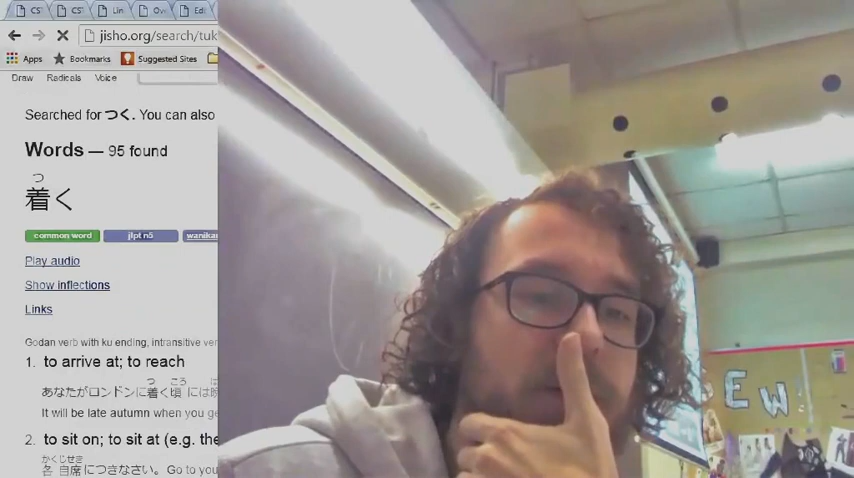 CS
CS
Lin
Ov
Edi
jisho.org/search/tuk
Apps Bookmarks Suggested Sites
Draw Radicals Voice
Searched for つく. You can also
Words — 95 found
つ
着く
common word jlpt n5 wanikan
Play audio
Show inflections
Links
Godan verb with ku ending, intransitive ver
1. to arrive at; to reach
つ ころ は
あなたがロンドンに着く頃には晩
It will be late autumn when you ge
2. to sit on; to sit at (e.g. the
かくじせき
各自席につきなさい。Go to you
EW